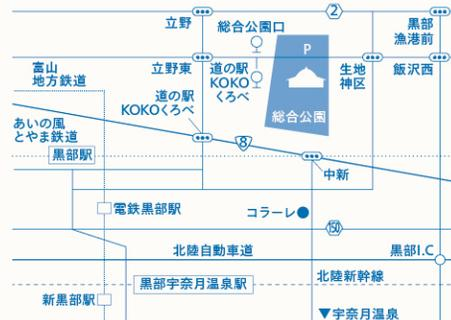 2
立野
総合公園口
黒部
漁港前
P
富山
地方鉄道
立野東
道の駅
KOKO
くろべ
生地
神区
飯沢西
道の駅
KOKOくろべ
総合公園
あいの風
とやま鉄道
8
黒部駅
中新
電鉄黒部駅
コラーレ
150
北陸自動車道
黒部I.C
黒部宇奈月温泉駅
北陸新幹線
新黒部駅
▼宇奈月温泉